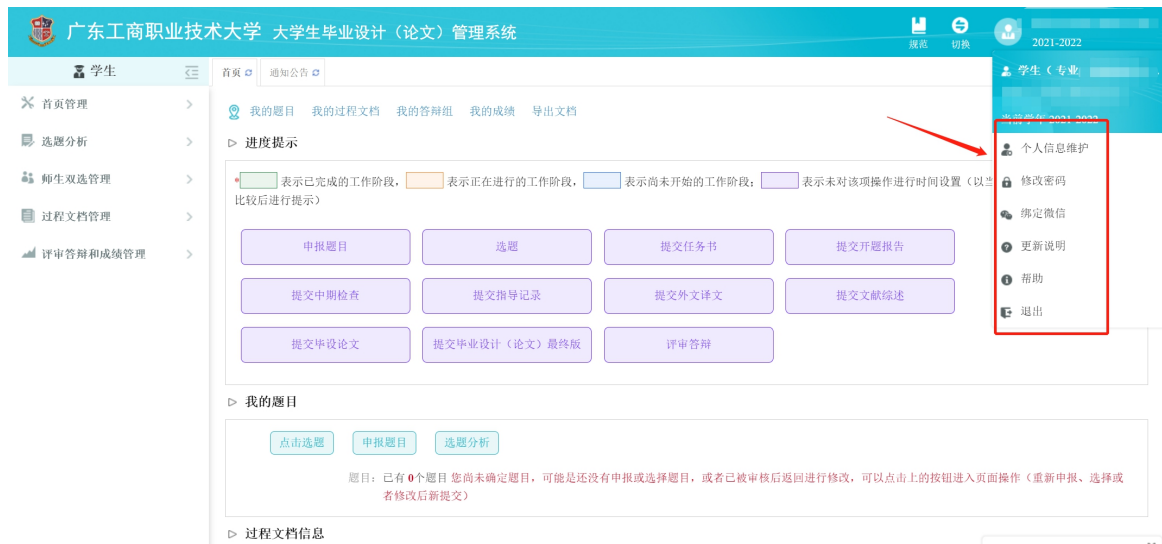 广东工商职业技术大学 大学生毕业设计（论文）管理系统
规范 切换
2021-2022
学生
首页 通知公告
学生（专业
当前学年 2021-2022
首页管理
选题分析
师生双选管理
过程文档管理
评审答辩和成绩管理
我的题目 我的过程文档 我的答辩组 我的成绩 导出文档
进度提示
* 表示已完成的工作阶段， 表示正在进行的工作阶段， 表示尚未开始的工作阶段； 表示未对该项操作进行时间设置（以当
比较后进行提示）
申报题目 选题 提交任务书 提交开题报告
提交中期检查 提交指导记录 提交外文译文 提交文献综述
提交毕设论文 提交毕业设计（论文）最终版 评审答辩
个人信息维护
修改密码
绑定微信
更新说明
帮助
退出
我的题目
点击选题 申报题目 选题分析
题目：已有 0个题目 您尚未确定题目，可能是还没有申报或选择题目，或者已被审核后返回进行修改，可以点击上的按钮进入页面操作（重新申报、选择或
者修改后新提交）
过程文档信息